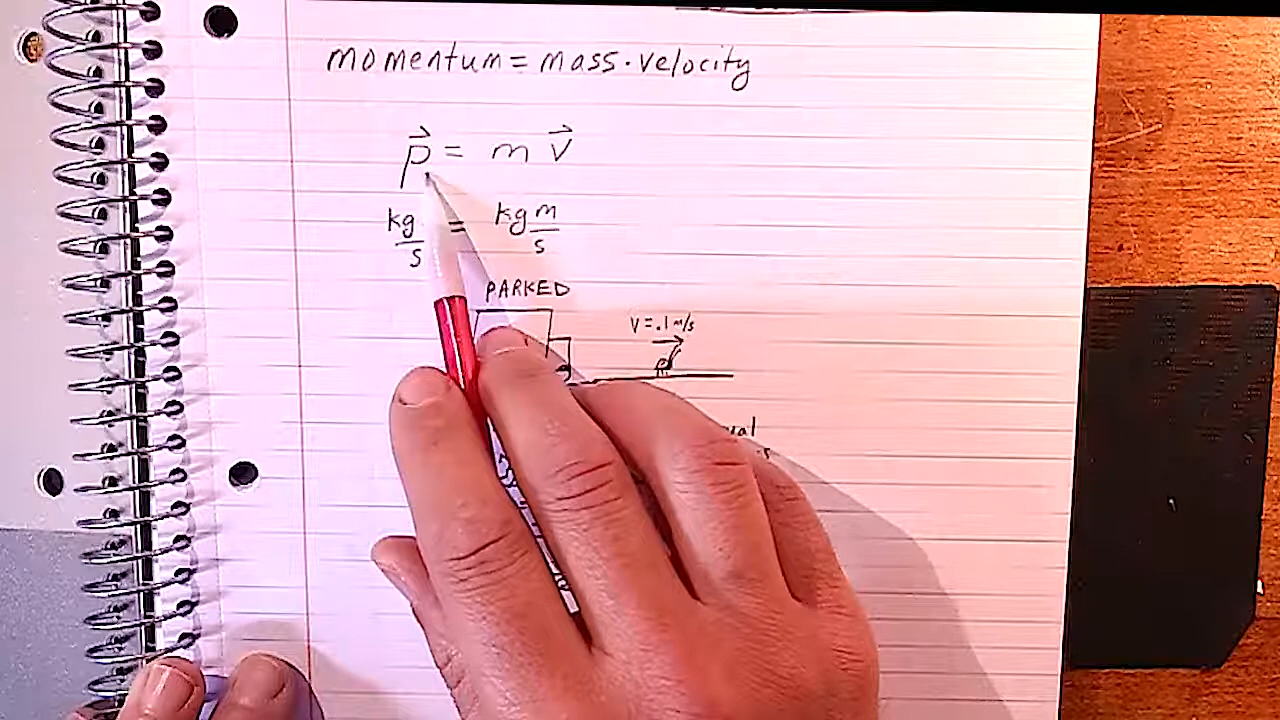 momentum = mass · velocity
p⃗ = m v⃗
kg/s = kg m/s
PARKED
V = .1 m/s